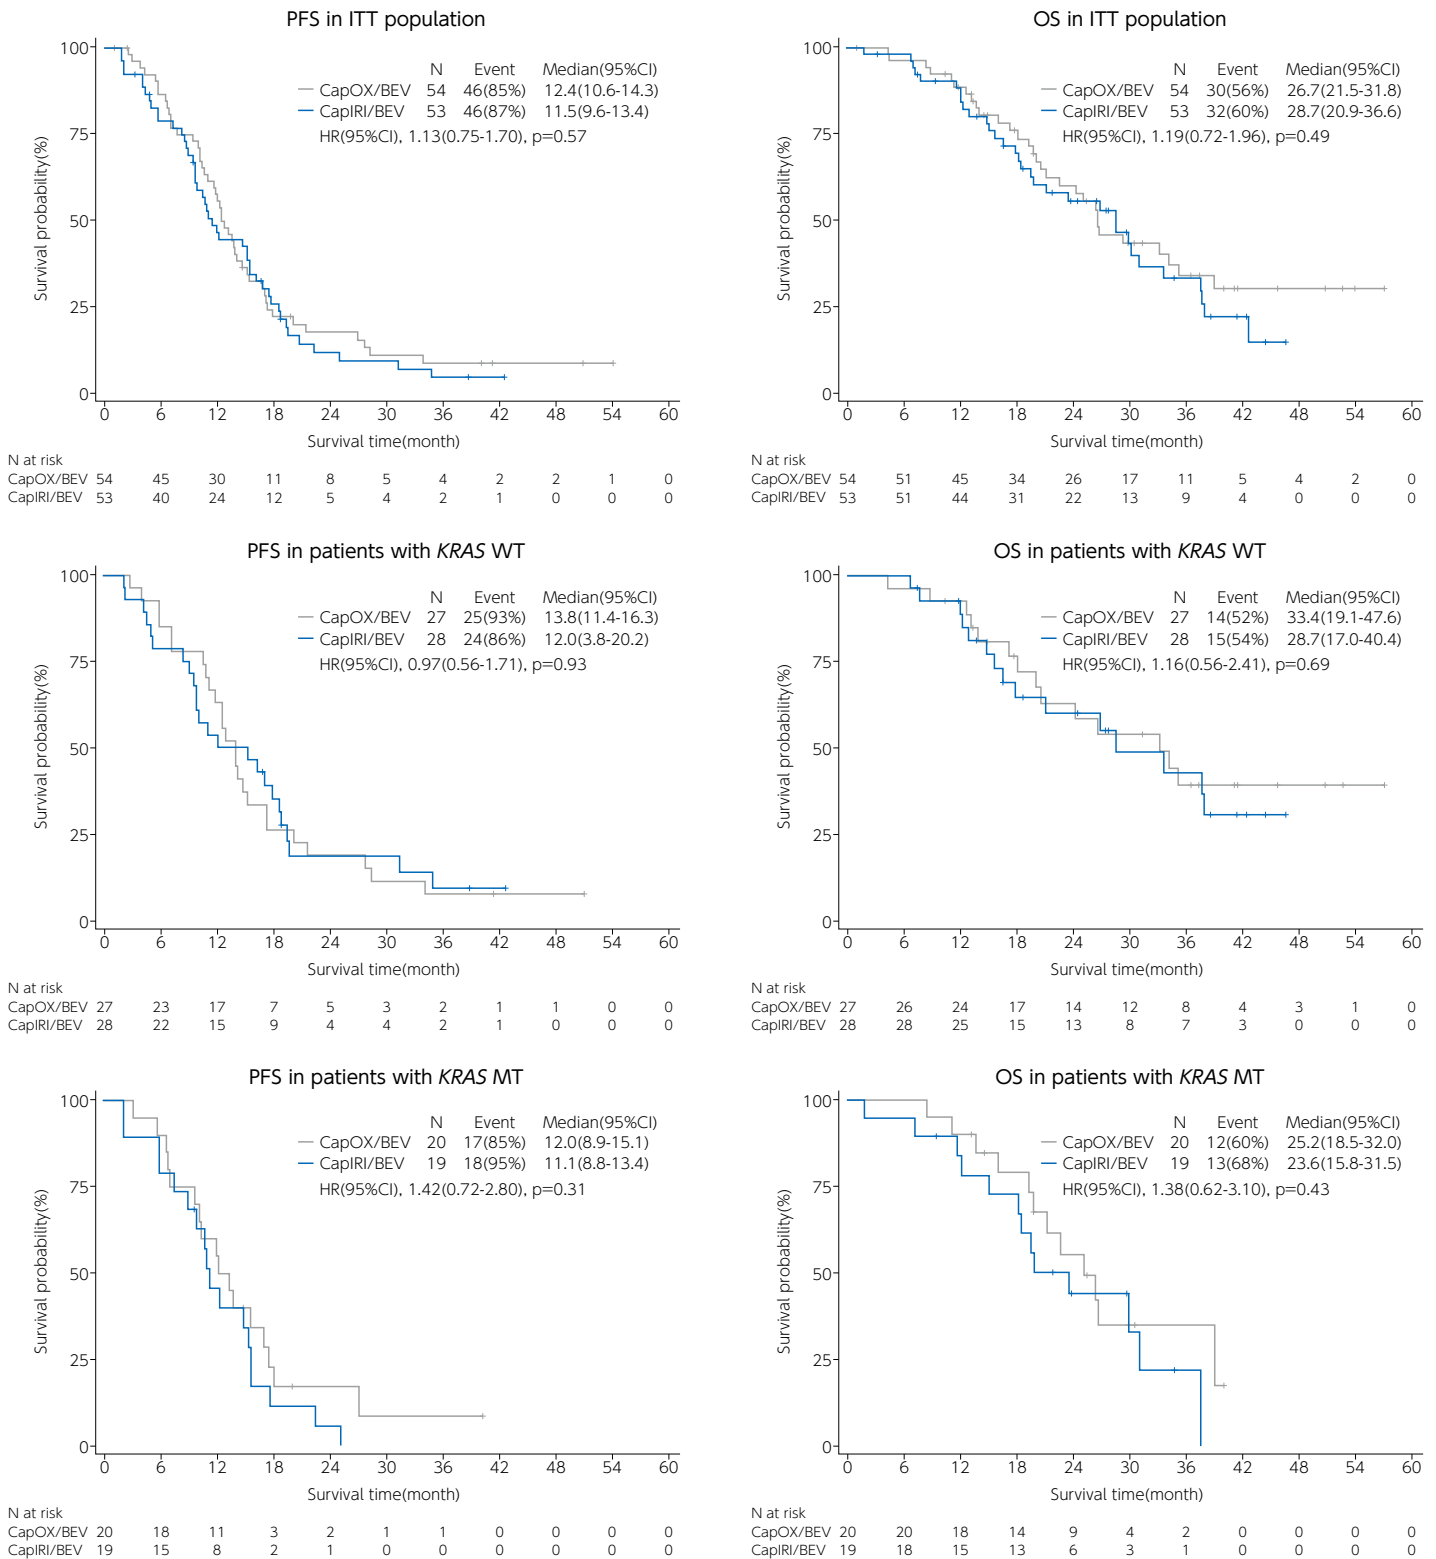 PFS in ITT population
N Event Median(95%CI)
CapOX/BEV 54 46(85%) 12.4(10.6-14.3)
CapIRI/BEV 53 46(87%) 11.5(9.6-13.4)
HR(95%CI), 1.13(0.75-1.70), p=0.57
Survival probability(%)
100
75
50
25
0
0 6 12 18 24 30 36 42 48 54 60
Survival time(month)
N at risk
CapOX/BEV 54 45 30 11 8 5 4 2 2 1 0
CapIRI/BEV 53 40 24 12 5 4 2 1 0 0 0
OS in ITT population
N Event Median(95%CI)
CapOX/BEV 54 30(56%) 26.7(21.5-31.8)
CapIRI/BEV 53 32(60%) 28.7(20.9-36.6)
HR(95%CI), 1.19(0.72-1.96), p=0.49
Survival probability(%)
100
75
50
25
0
0 6 12 18 24 30 36 42 48 54 60
Survival time(month)
N at risk
CapOX/BEV 54 51 45 34 26 17 11 5 4 2 0
CapIRI/BEV 53 51 44 31 22 13 9 4 0 0 0
PFS in patients with KRAS WT
N Event Median(95%CI)
CapOX/BEV 27 25(93%) 13.8(11.4-16.3)
CapIRI/BEV 28 24(86%) 12.0(3.8-20.2)
HR(95%CI), 0.97(0.56-1.71), p=0.93
Survival probability(%)
100
75
50
25
0
0 6 12 18 24 30 36 42 48 54 60
Survival time(month)
N at risk
CapOX/BEV 27 23 17 7 5 3 2 1 1 0 0
CapIRI/BEV 28 22 15 9 4 4 2 1 0 0 0
OS in patients with KRAS WT
N Event Median(95%CI)
CapOX/BEV 27 14(52%) 33.4(19.1-47.6)
CapIRI/BEV 28 15(54%) 28.7(17.0-40.4)
HR(95%CI), 1.16(0.56-2.41), p=0.69
Survival probability(%)
100
75
50
25
0
0 6 12 18 24 30 36 42 48 54 60
Survival time(month)
N at risk
CapOX/BEV 27 26 24 17 14 12 8 4 3 1 0
CapIRI/BEV 28 28 25 15 13 8 7 3 0 0 0
PFS in patients with KRAS MT
N Event Median(95%CI)
CapOX/BEV 20 17(85%) 12.0(8.9-15.1)
CapIRI/BEV 19 18(95%) 11.1(8.8-13.4)
HR(95%CI), 1.42(0.72-2.80), p=0.31
Survival probability(%)
100
75
50
25
0
0 6 12 18 24 30 36 42 48 54 60
Survival time(month)
N at risk
CapOX/BEV 20 18 11 3 2 1 1 0 0 0 0
CapIRI/BEV 19 15 8 2 1 0 0 0 0 0 0
OS in patients with KRAS MT
N Event Median(95%CI)
CapOX/BEV 20 12(60%) 25.2(18.5-32.0)
CapIRI/BEV 19 13(68%) 23.6(15.8-31.5)
HR(95%CI), 1.38(0.62-3.10), p=0.43
Survival probability(%)
100
75
50
25
0
0 6 12 18 24 30 36 42 48 54 60
Survival time(month)
N at risk
CapOX/BEV 20 20 18 14 9 4 2 0 0 0 0
CapIRI/BEV 19 18 15 13 6 3 1 0 0 0 0